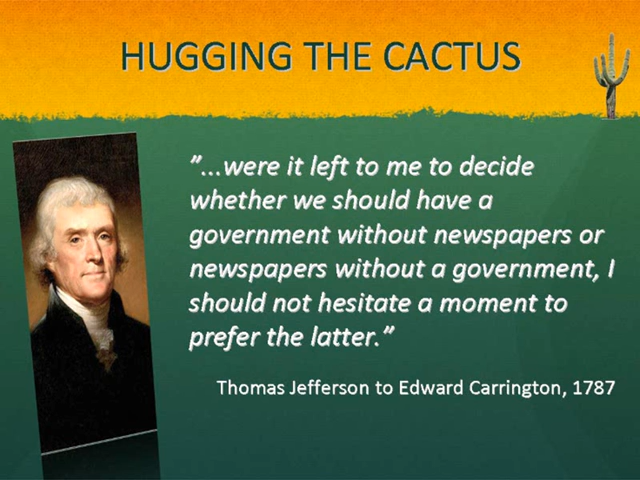 HUGGING THE CACTUS
"...were it left to me to decide
whether we should have a
government without newspapers or
newspapers without a government, I
should not hesitate a moment to
prefer the latter."
Thomas Jefferson to Edward Carrington, 1787